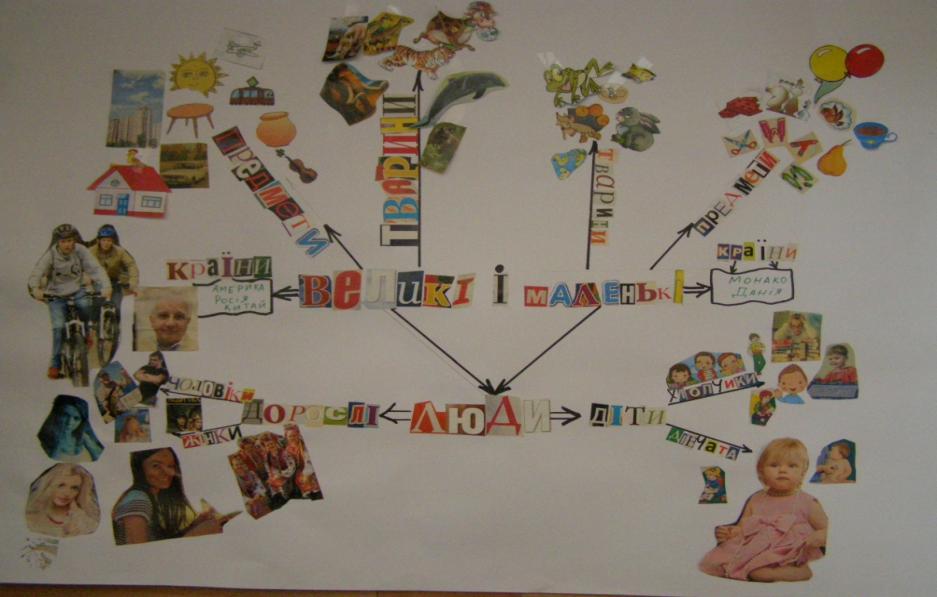 Предмети
Тварини
Тварини
Предмети
Країни
Америка
Росія
Китай
Великі і маленькі
Країни
Монако
Данія
Чоловіки
Дорослі
Жінки
Люди
Діти
Хлопчики
Дівчата